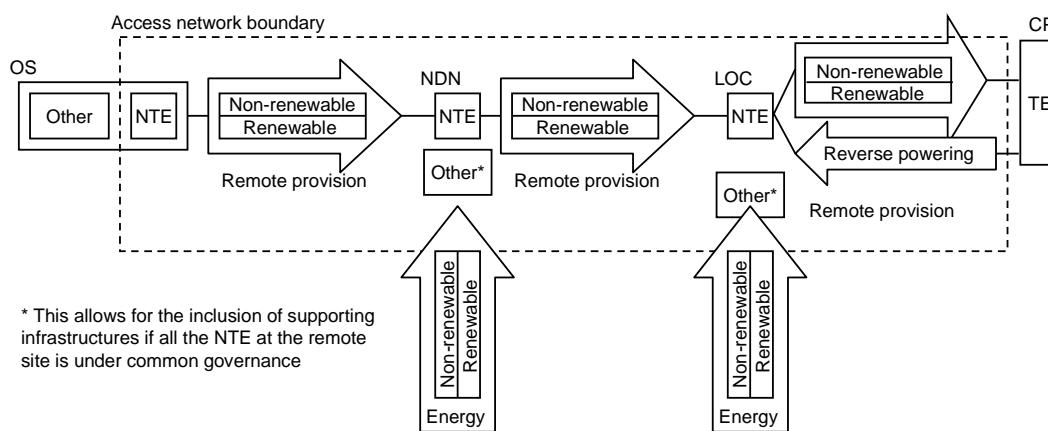 Access network boundary
OS
Other
NTE
Non-renewable
Renewable
Remote provision
NDN
NTE
Other*
Non-renewable
Renewable
Remote provision
LOC
NTE
Other*
Non-renewable
Renewable
Reverse powering
Remote provision
TE
Non-renewable
Renewable
Energy
Non-renewable
Renewable
Energy
* This allows for the inclusion of supporting
infrastructures if all the NTE at the remote
site is under common governance